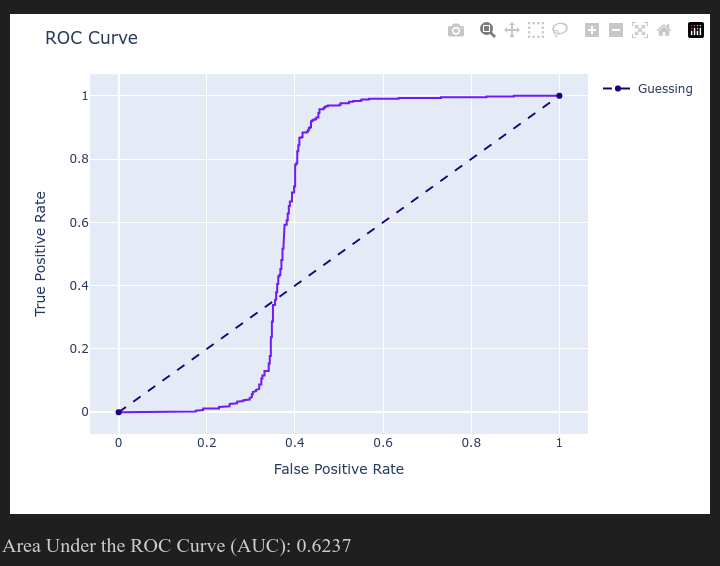 ROC Curve
Guessing
1
0.8
0.6
0.4
0.2
0
True Positive Rate
0 0.2 0.4 0.6 0.8 1
False Positive Rate
Area Under the ROC Curve (AUC): 0.6237